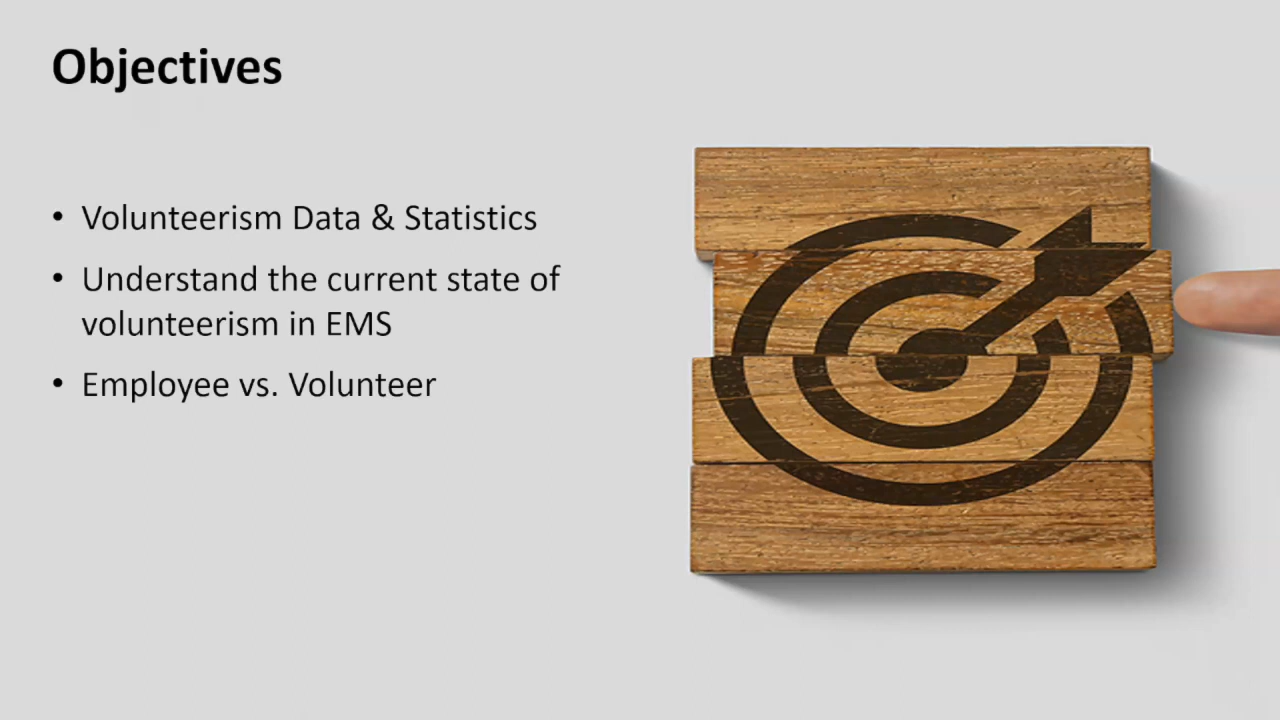 Objectives
• Volunteerism Data & Statistics
• Understand the current state of
volunteerism in EMS
• Employee vs. Volunteer